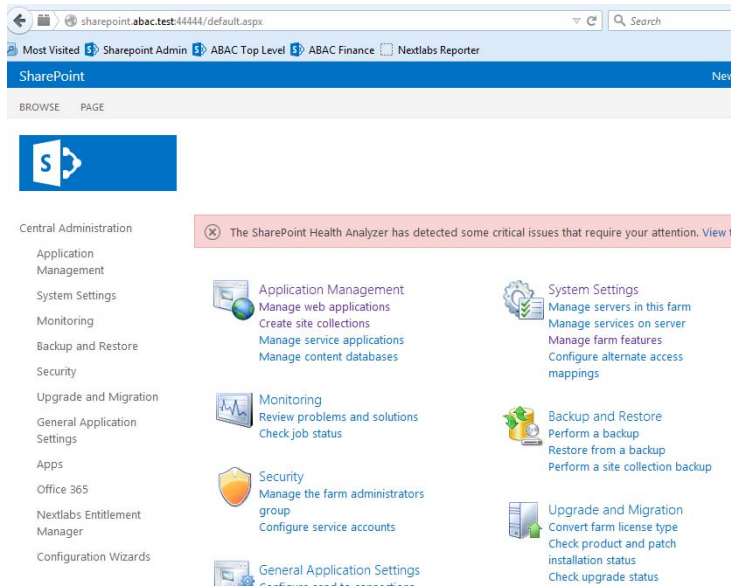 sharepoint.abac.test:44444/default.aspx
Search
Most Visited Sharepoint Admin ABAC Top Level ABAC Finance Nextlabs Reporter
SharePoint
BROWSE PAGE
S
Central Administration
Application
Management
System Settings
Monitoring
Backup and Restore
Security
Upgrade and Migration
General Application
Settings
Apps
Office 365
Nextlabs Entitlement
Manager
Configuration Wizards
The SharePoint Health Analyzer has detected some critical issues that require your attention. View
Application Management
Manage web applications
Create site collections
Manage service applications
Manage content databases
Monitoring
Review problems and solutions
Check job status
Security
Manage the farm administrators
group
Configure service accounts
General Application Settings
System Settings
Manage servers in this farm
Manage services on server
Manage farm features
Configure alternate access
mappings
Backup and Restore
Perform a backup
Restore from a backup
Perform a site collection backup
Upgrade and Migration
Convert farm license type
Check product and patch
installation status
Check upgrade status